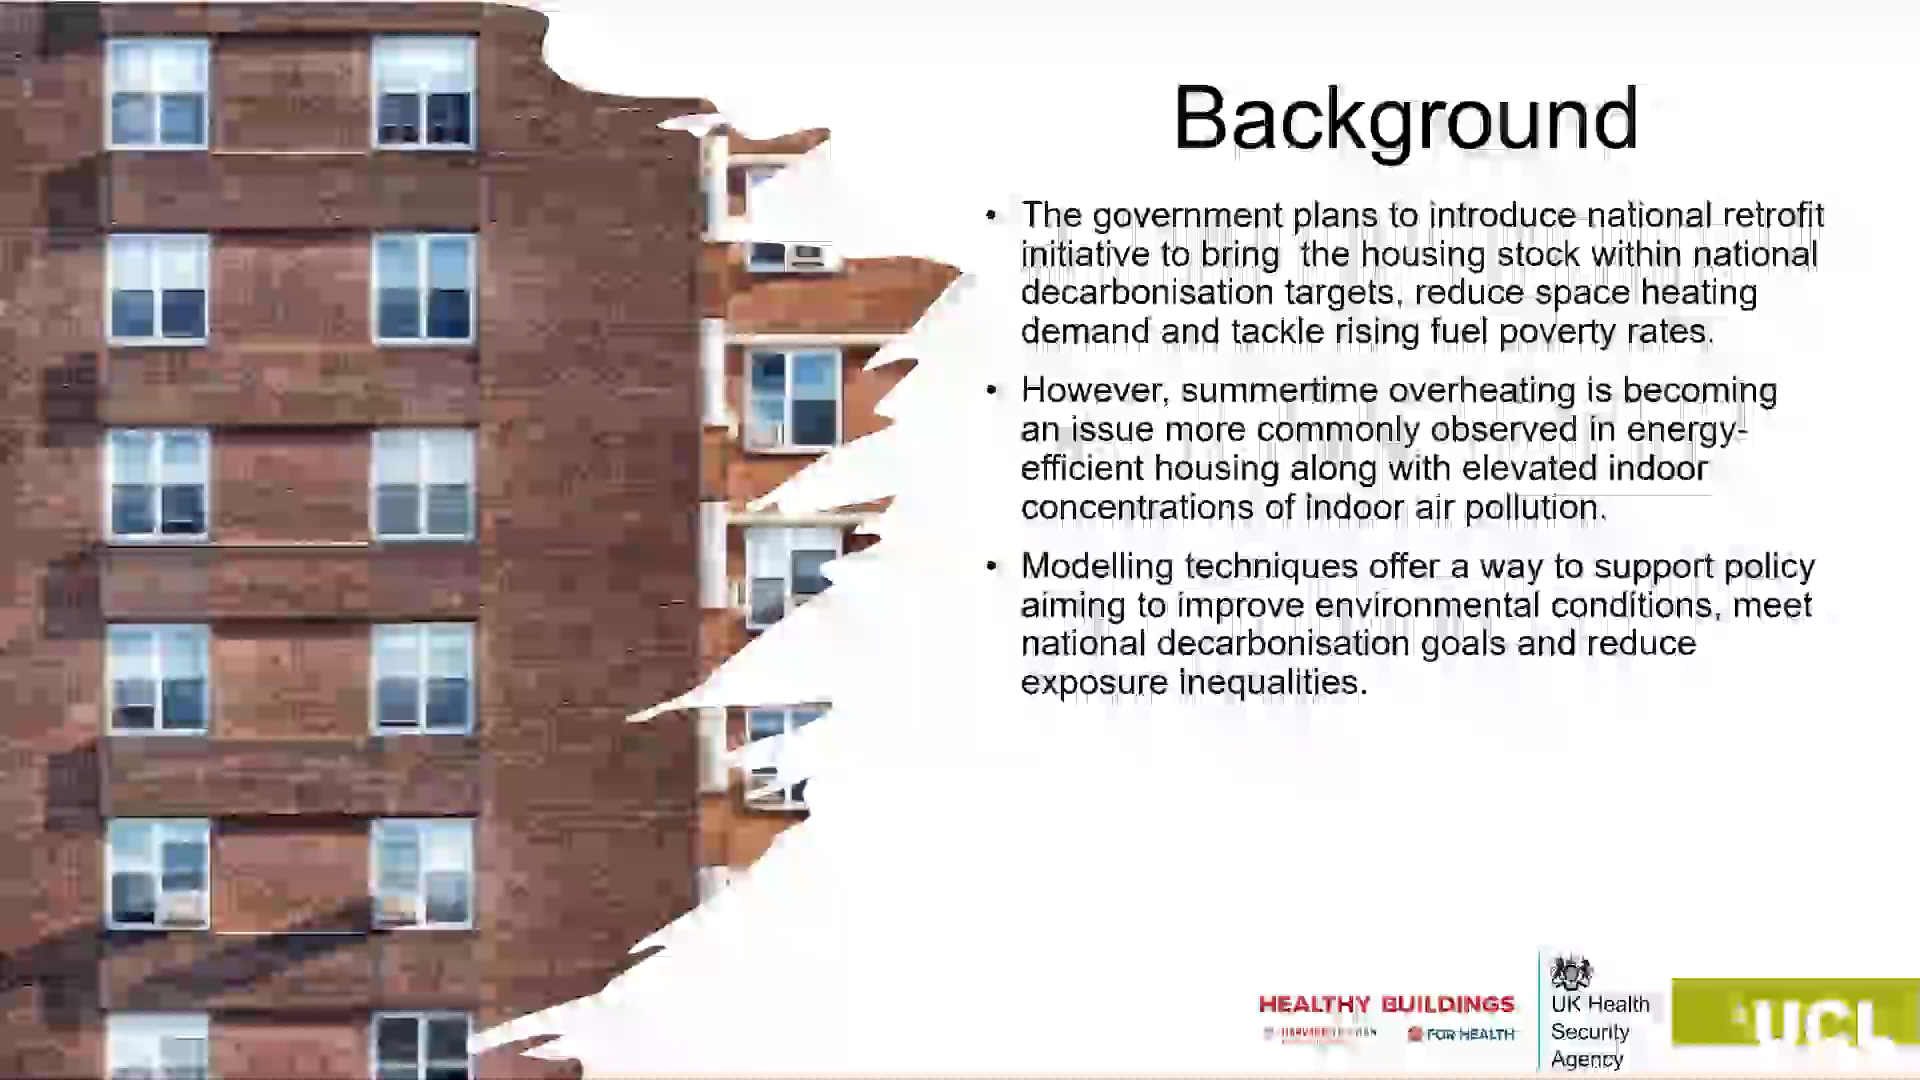 Background
• The government plans to introduce national retrofit
initiative to bring the housing stock within national
decarbonisation targets, reduce space heating
demand and tackle rising fuel poverty rates.
• However, summertime overheating is becoming
an issue more commonly observed in energy-
efficient housing along with elevated indoor
concentrations of indoor air pollution.
• Modelling techniques offer a way to support policy
aiming to improve environmental conditions, meet
national decarbonisation goals and reduce
exposure inequalities.
HEALTHY BUILDINGS
FOR HEALTH
UK Health
Security
Agency
UCL